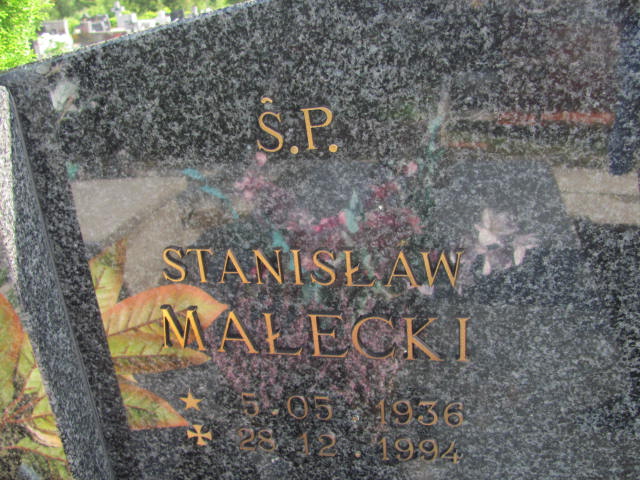 Ś.P.
STANISŁAW
MAŁECKI
5.05.1936
28.12.1994